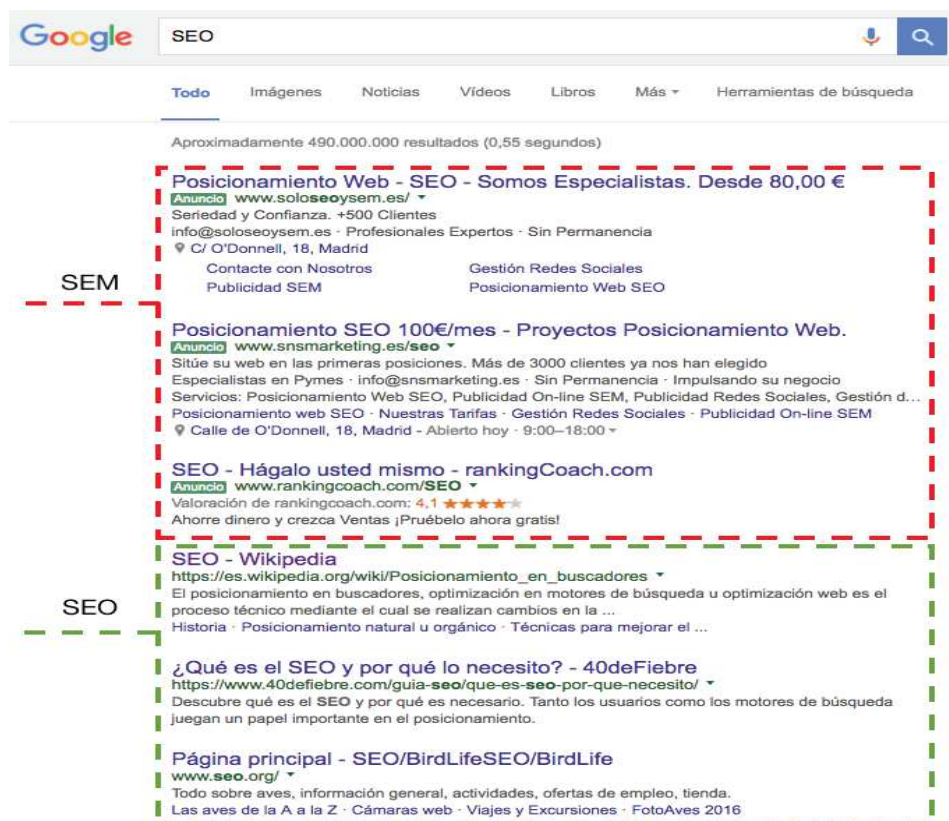 Google
SEO
Todo Imágenes Noticias Vídeos Libros Más Herramientas de búsqueda
Aproximadamente 490.000.000 resultados (0,55 segundos)
Posicionamiento Web - SEO - Somos Especialistas. Desde 80,00 €
Anuncio www.soloseoysem.es/
Seriedad y Confianza. +500 Clientes
info@soloseoysem.es · Profesionales Expertos · Sin Permanencia
C/ O'Donnell, 18, Madrid
Contacte con Nosotros Gestión Redes Sociales
SEM
Publicidad SEM Posicionamiento Web SEO
Posicionamiento SEO 100€/mes - Proyectos Posicionamiento Web.
Anuncio www.snsmarketing.es/seo
Sitúe su web en las primeras posiciones. Más de 3000 clientes ya nos han elegido
Especialistas en Pymes · info@snsmarketing.es · Sin Permanencia · Impulsando su negocio
Servicios: Posicionamiento Web SEO, Publicidad On-line SEM, Publicidad Redes Sociales, Gestión d...
Posicionamiento web SEO · Nuestras Tarifas · Gestión Redes Sociales · Publicidad On-line SEM
Calle de O'Donnell, 18, Madrid - Abierto hoy · 9:00–18:00
SEO - Hágalo usted mismo - rankingCoach.com
Anuncio www.rankingcoach.com/SEO
Valoración de rankingcoach.com: 4,1 ★★★★★
Ahorre dinero y crezca Ventas ¡Pruébelo ahora gratis!
SEO - Wikipedia
https://es.wikipedia.org/wiki/Posicionamiento_en_buscadores
El posicionamiento en buscadores, optimización en motores de búsqueda u optimización web es el
SEO
proceso técnico mediante el cual se realizan cambios en la ...
Historia · Posicionamiento natural u orgánico · Técnicas para mejorar el ...
¿Qué es el SEO y por qué lo necesito? - 40deFiebre
https://www.40defiebre.com/guia-seo/que-es-seo-por-que-necesito/
Descubre qué es el SEO y por qué es necesario. Tanto los usuarios como los motores de búsqueda
juegan un papel importante en el posicionamiento.
Página principal - SEO/BirdLifeSEO/BirdLife
www.seo.org/
Todo sobre aves, información general, actividades, ofertas de empleo, tienda.
Las aves de la A a la Z · Cámaras web · Viajes y Excursiones · FotoAves 2016